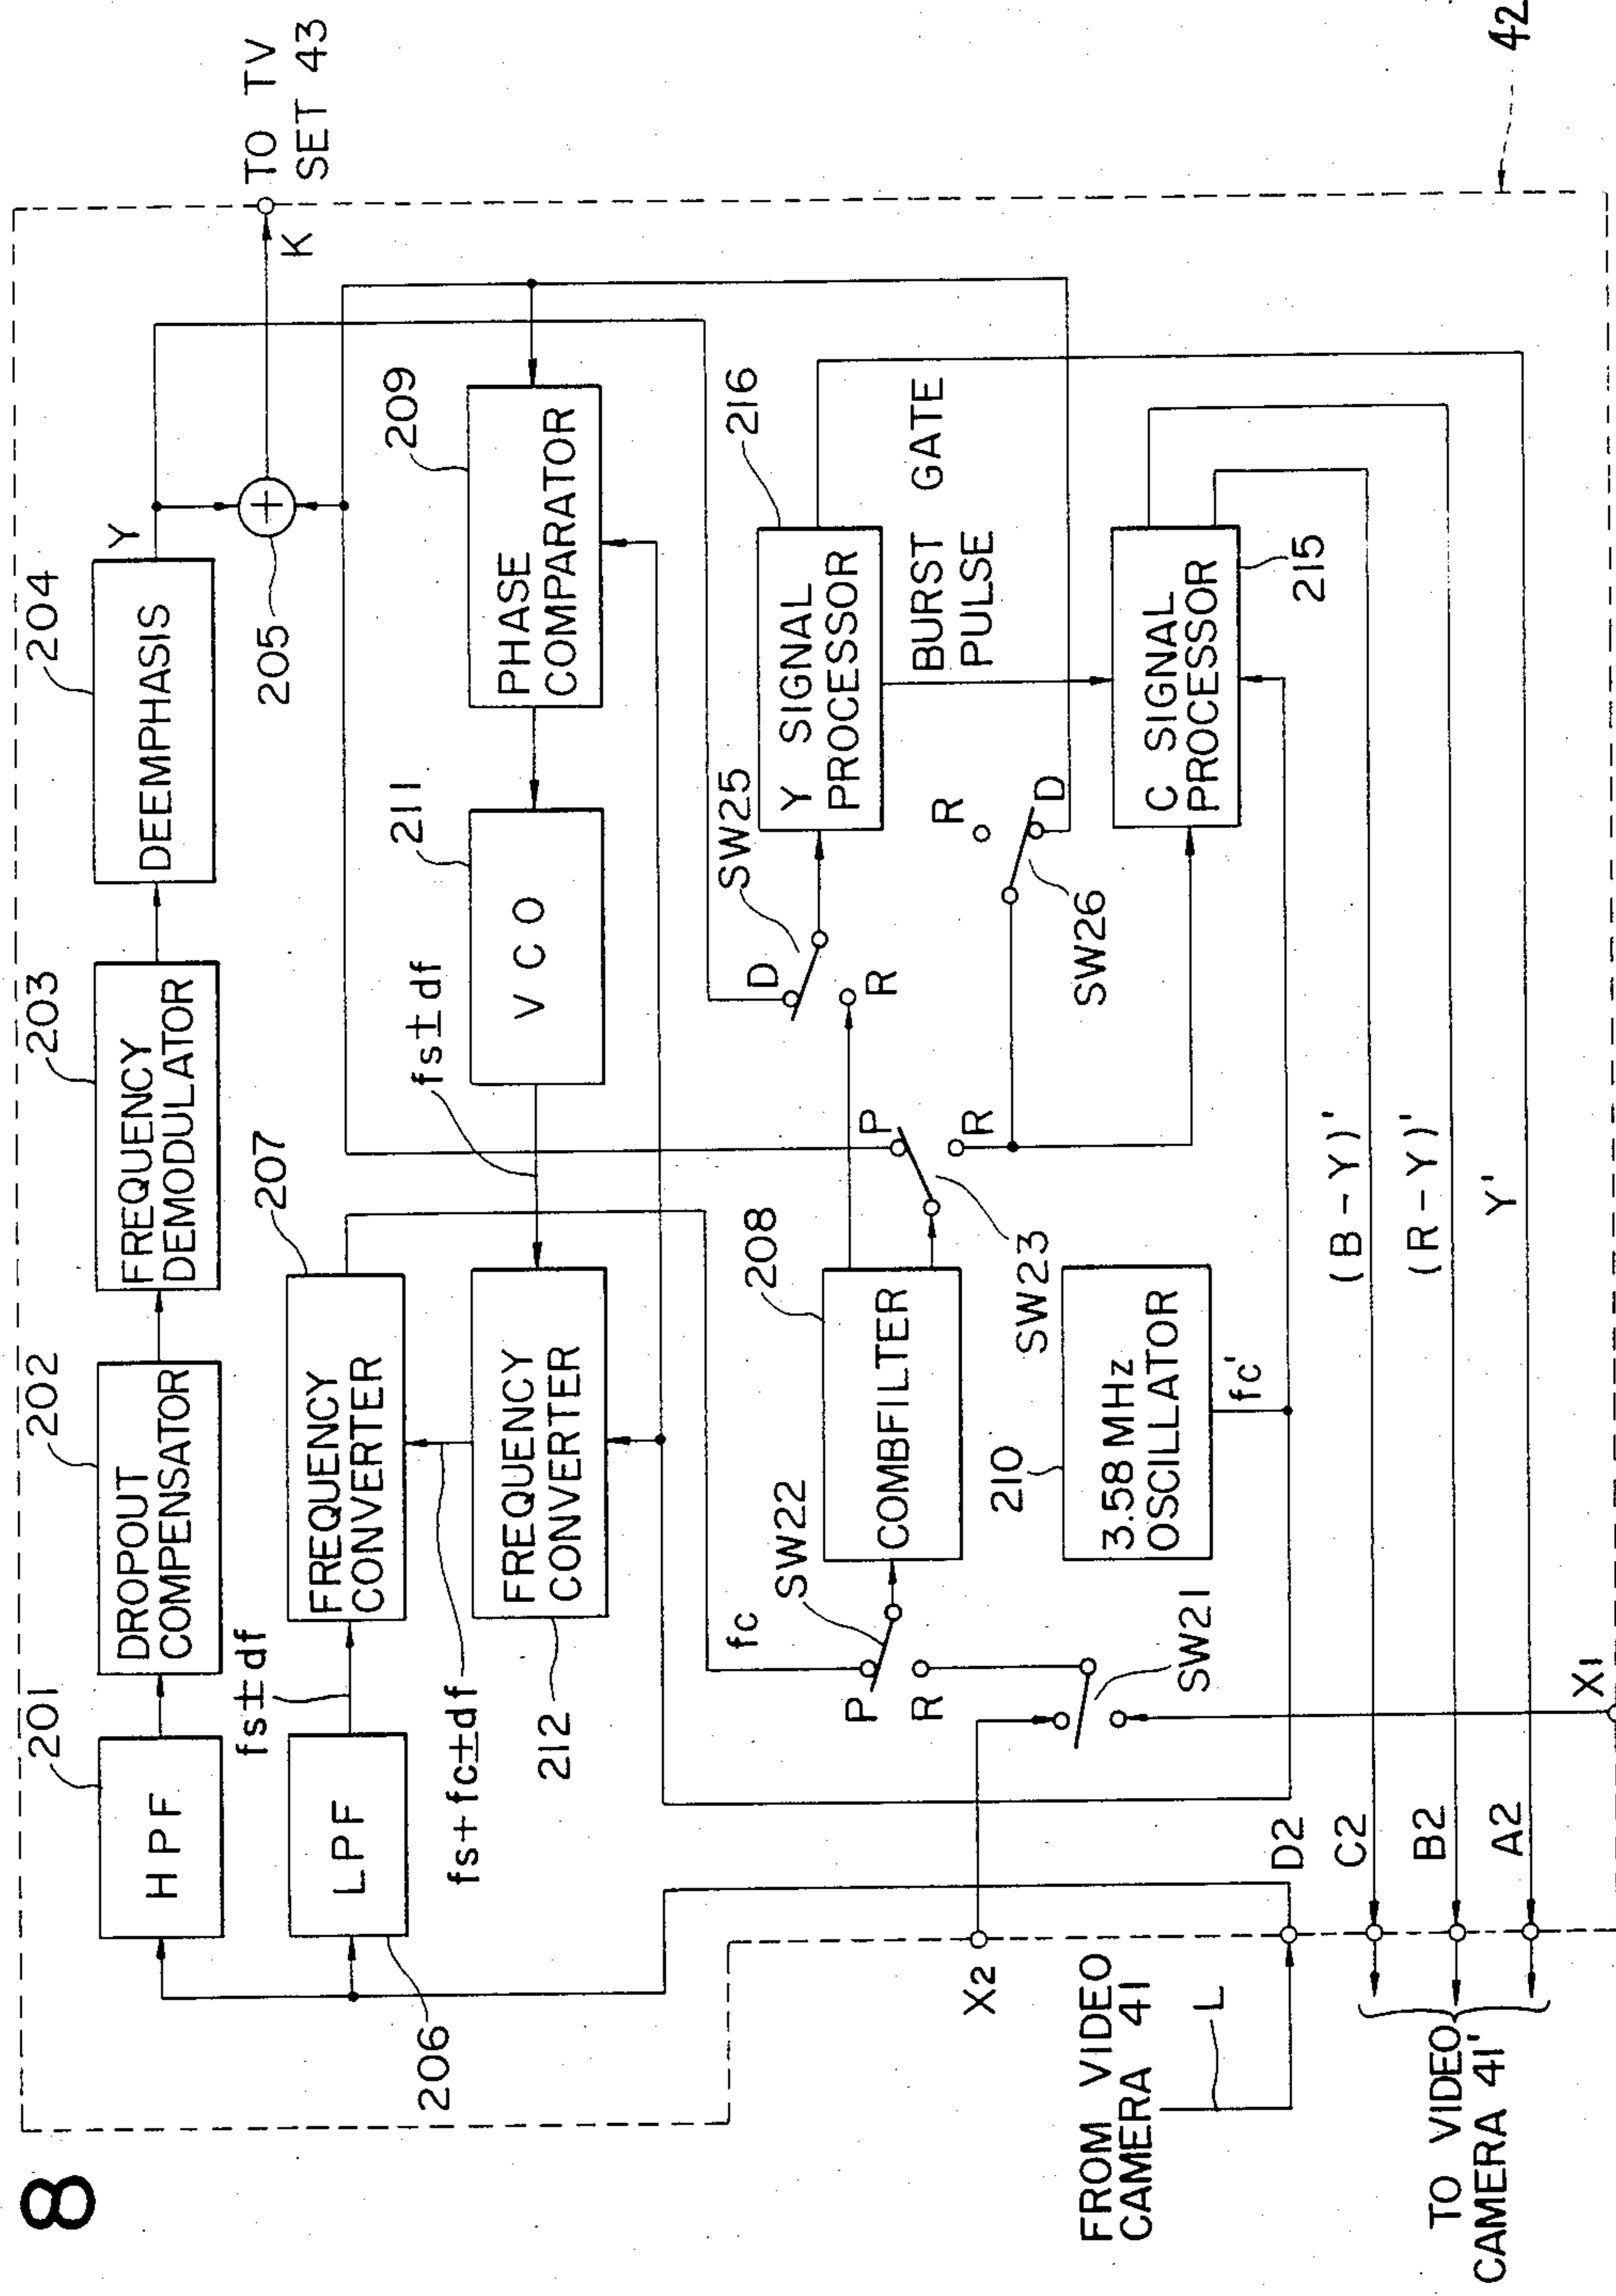 8
201
HPF
202
DROPOUT
COMPENSATOR
203
FREQUENCY
DEMODULATOR
204
DEEMPHASIS
Y
205
K
TO TV
SET 43
206
LPF
fs±df
207
FREQUENCY
CONVERTER
fs+fc±df
212
FREQUENCY
CONVERTER
fs±df
211
VCO
209
PHASE
COMPARATOR
fc
P
R
SW22
208
COMBFILTER
P
R
SW23
D
R
SW25
216
Y SIGNAL
PROCESSOR
BURST GATE
PULSE
R
D
SW26
SW21
210
3.58 MHz
OSCILLATOR
fc'
C SIGNAL
PROCESSOR
215
X2
FROM VIDEO
CAMERA 41
L
D2
C2
(B-Y)'
B2
(R-Y)'
A2
Y'
TO VIDEO
CAMERA 41'
X1
42